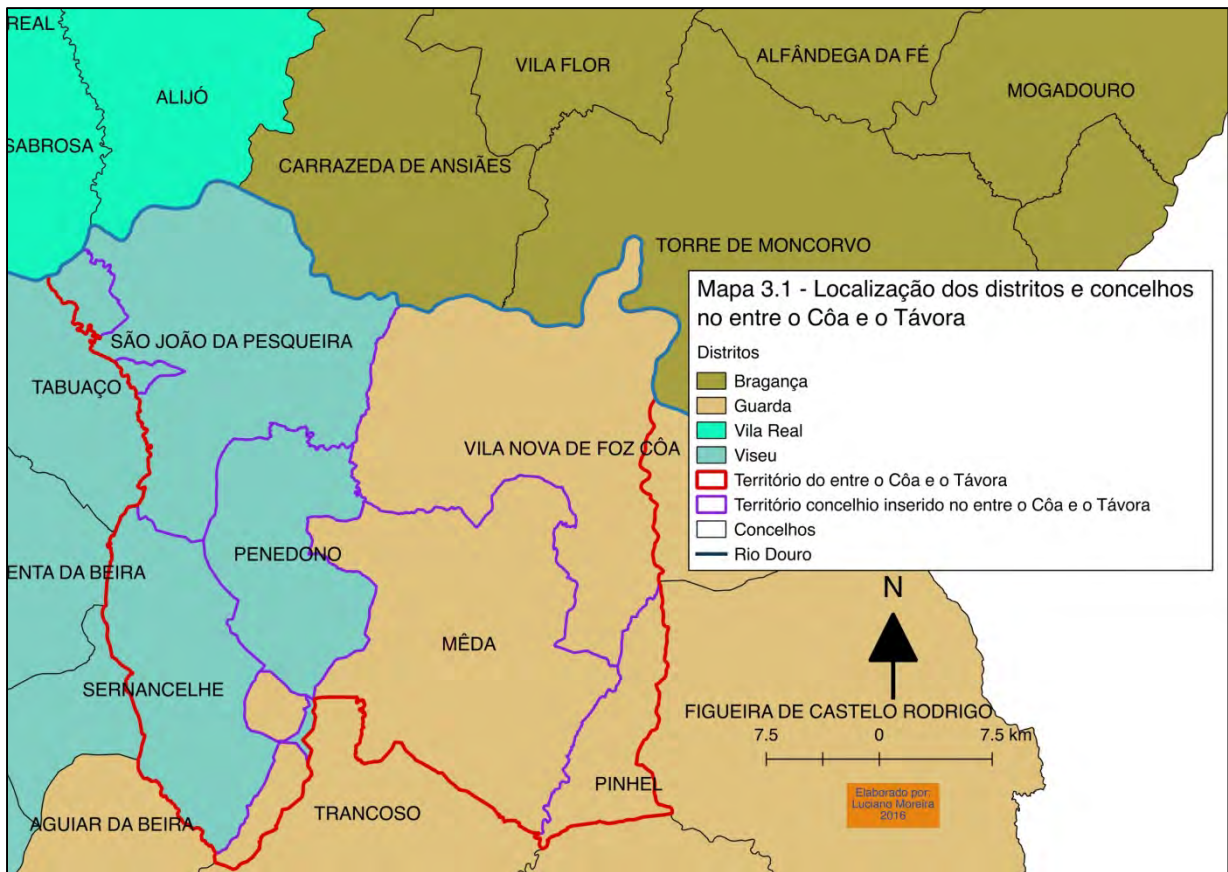 REAL
ALIJÓ
SABROSA
VILA FLOR
ALFÂNDEGA DA FÉ
MOGADOURO
CARRAZEDA DE ANSIÃES
TORRE DE MONCORVO
SÃO JOÃO DA PESQUEIRA
TABUAÇO
VILA NOVA DE FOZ CÔA
PENEDONO
ENTA DA BEIRA
MÊDA
SERNANCELHE
FIGUEIRA DE CASTELO RODRIGO
PINHEL
TRANCOSO
AGUIAR DA BEIRA
Mapa 3.1 - Localização dos distritos e concelhos
no entre o Côa e o Távora
Distritos
Bragança
Guarda
Vila Real
Viseu
Território do entre o Côa e o Távora
Território concelhio inserido no entre o Côa e o Távora
Concelhos
Rio Douro
N
7.5 0 7.5 km
Elaborado por:
Luciano Moreira
2016